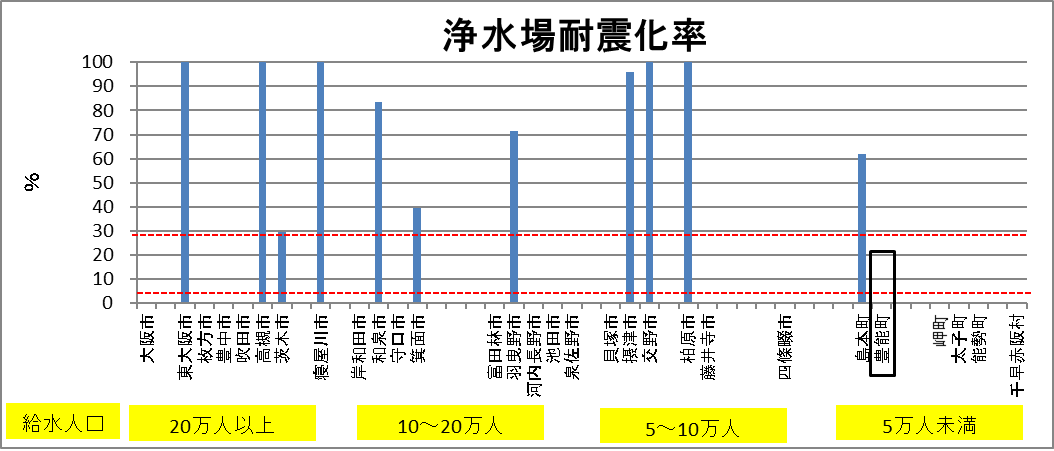 浄水場耐震化率
%
100
90
80
70
60
50
40
30
20
10
0
大阪市
東大阪市
枚方市
豊中市
吹田市
高槻市
茨木市
寝屋川市
岸和田市
和泉市
守口市
箕面市
富田林市
羽曳野市
河内長野市
池田市
泉佐野市
貝塚市
摂津市
交野市
柏原市
藤井寺市
四條畷市
島本町
豊能町
岬町
太子町
能勢町
千早赤阪村
給水人口
20万人以上
10～20万人
5～10万人
5万人未満